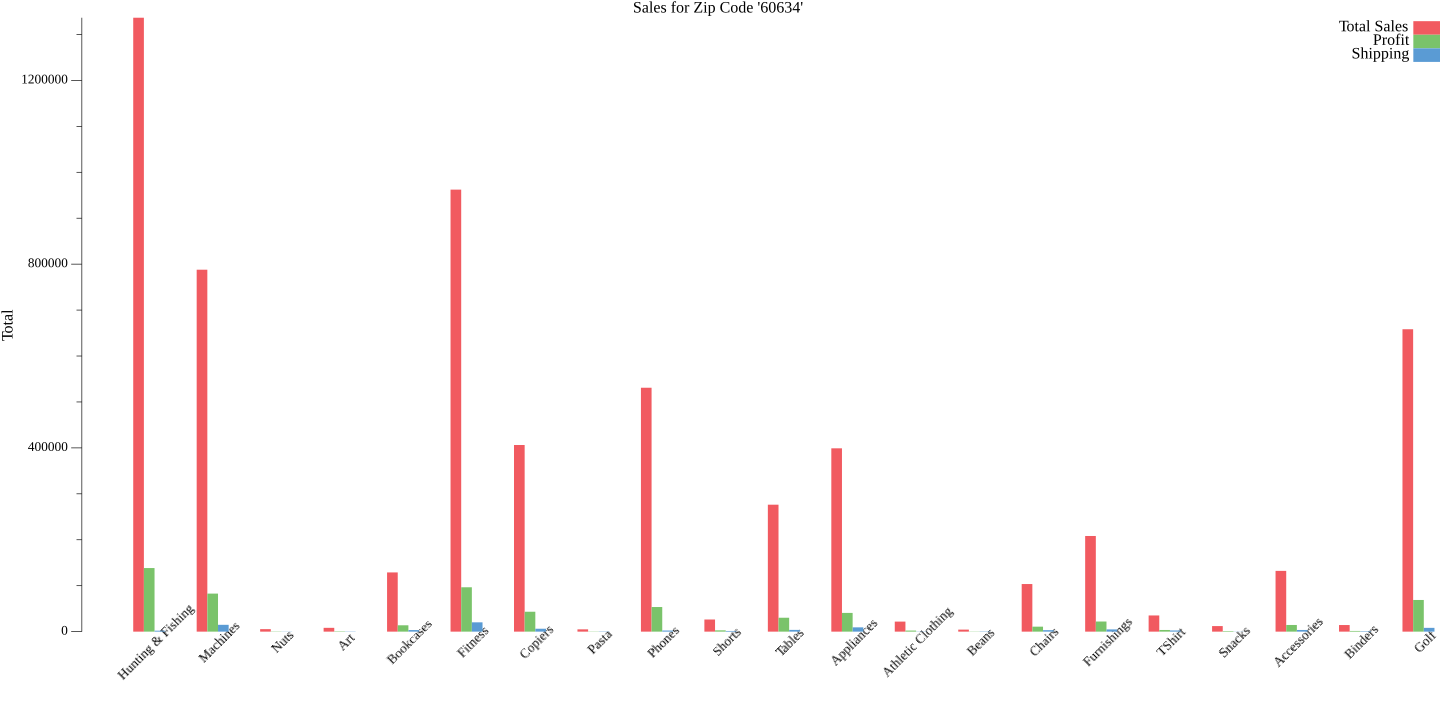 Sales for Zip Code '60634'
Total Sales
Profit
Shipping
1200000
800000
400000
0
Total
Hunting & Fishing
Machines
Nuts
Art
Bookcases
Fitness
Copiers
Pasta
Phones
Shorts
Tables
Appliances
Athletic Clothing
Beans
Chairs
Furnishings
TShirt
Snacks
Accessories
Binders
Golf